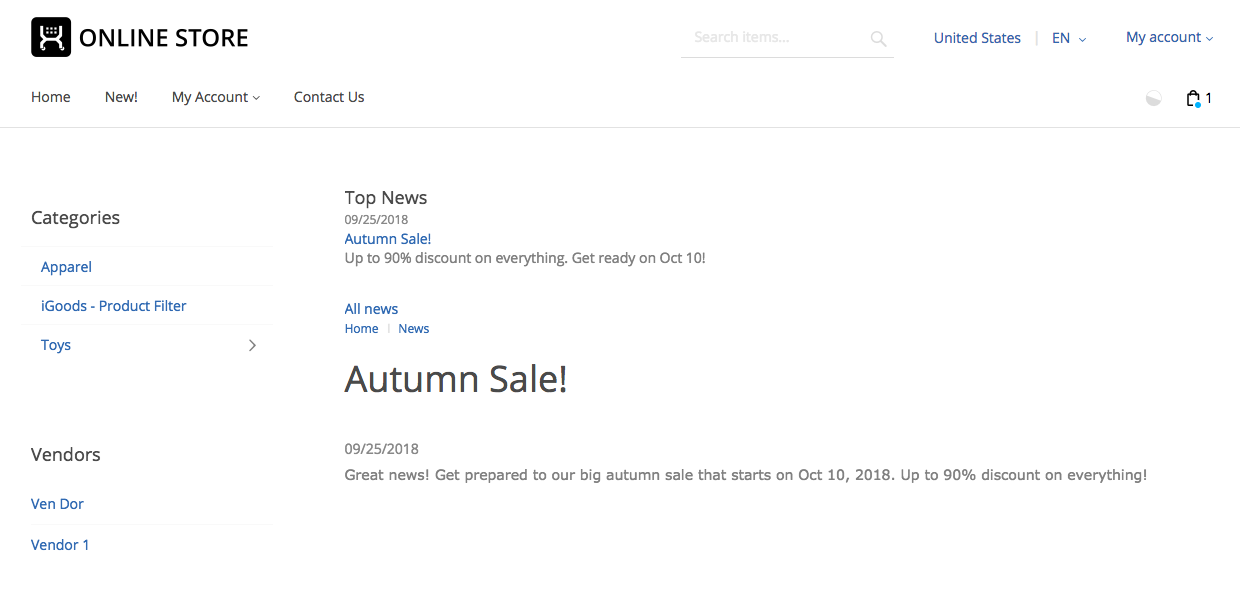 ONLINE STORE
Search items...
United States | EN
My account
Home New! My Account Contact Us
1
Categories
Apparel
iGoods - Product Filter
Toys
Vendors
Ven Dor
Vendor 1
Top News
09/25/2018
Autumn Sale!
Up to 90% discount on everything. Get ready on Oct 10!
All news
Home | News
Autumn Sale!
09/25/2018
Great news! Get prepared to our big autumn sale that starts on Oct 10, 2018. Up to 90% discount on everything!